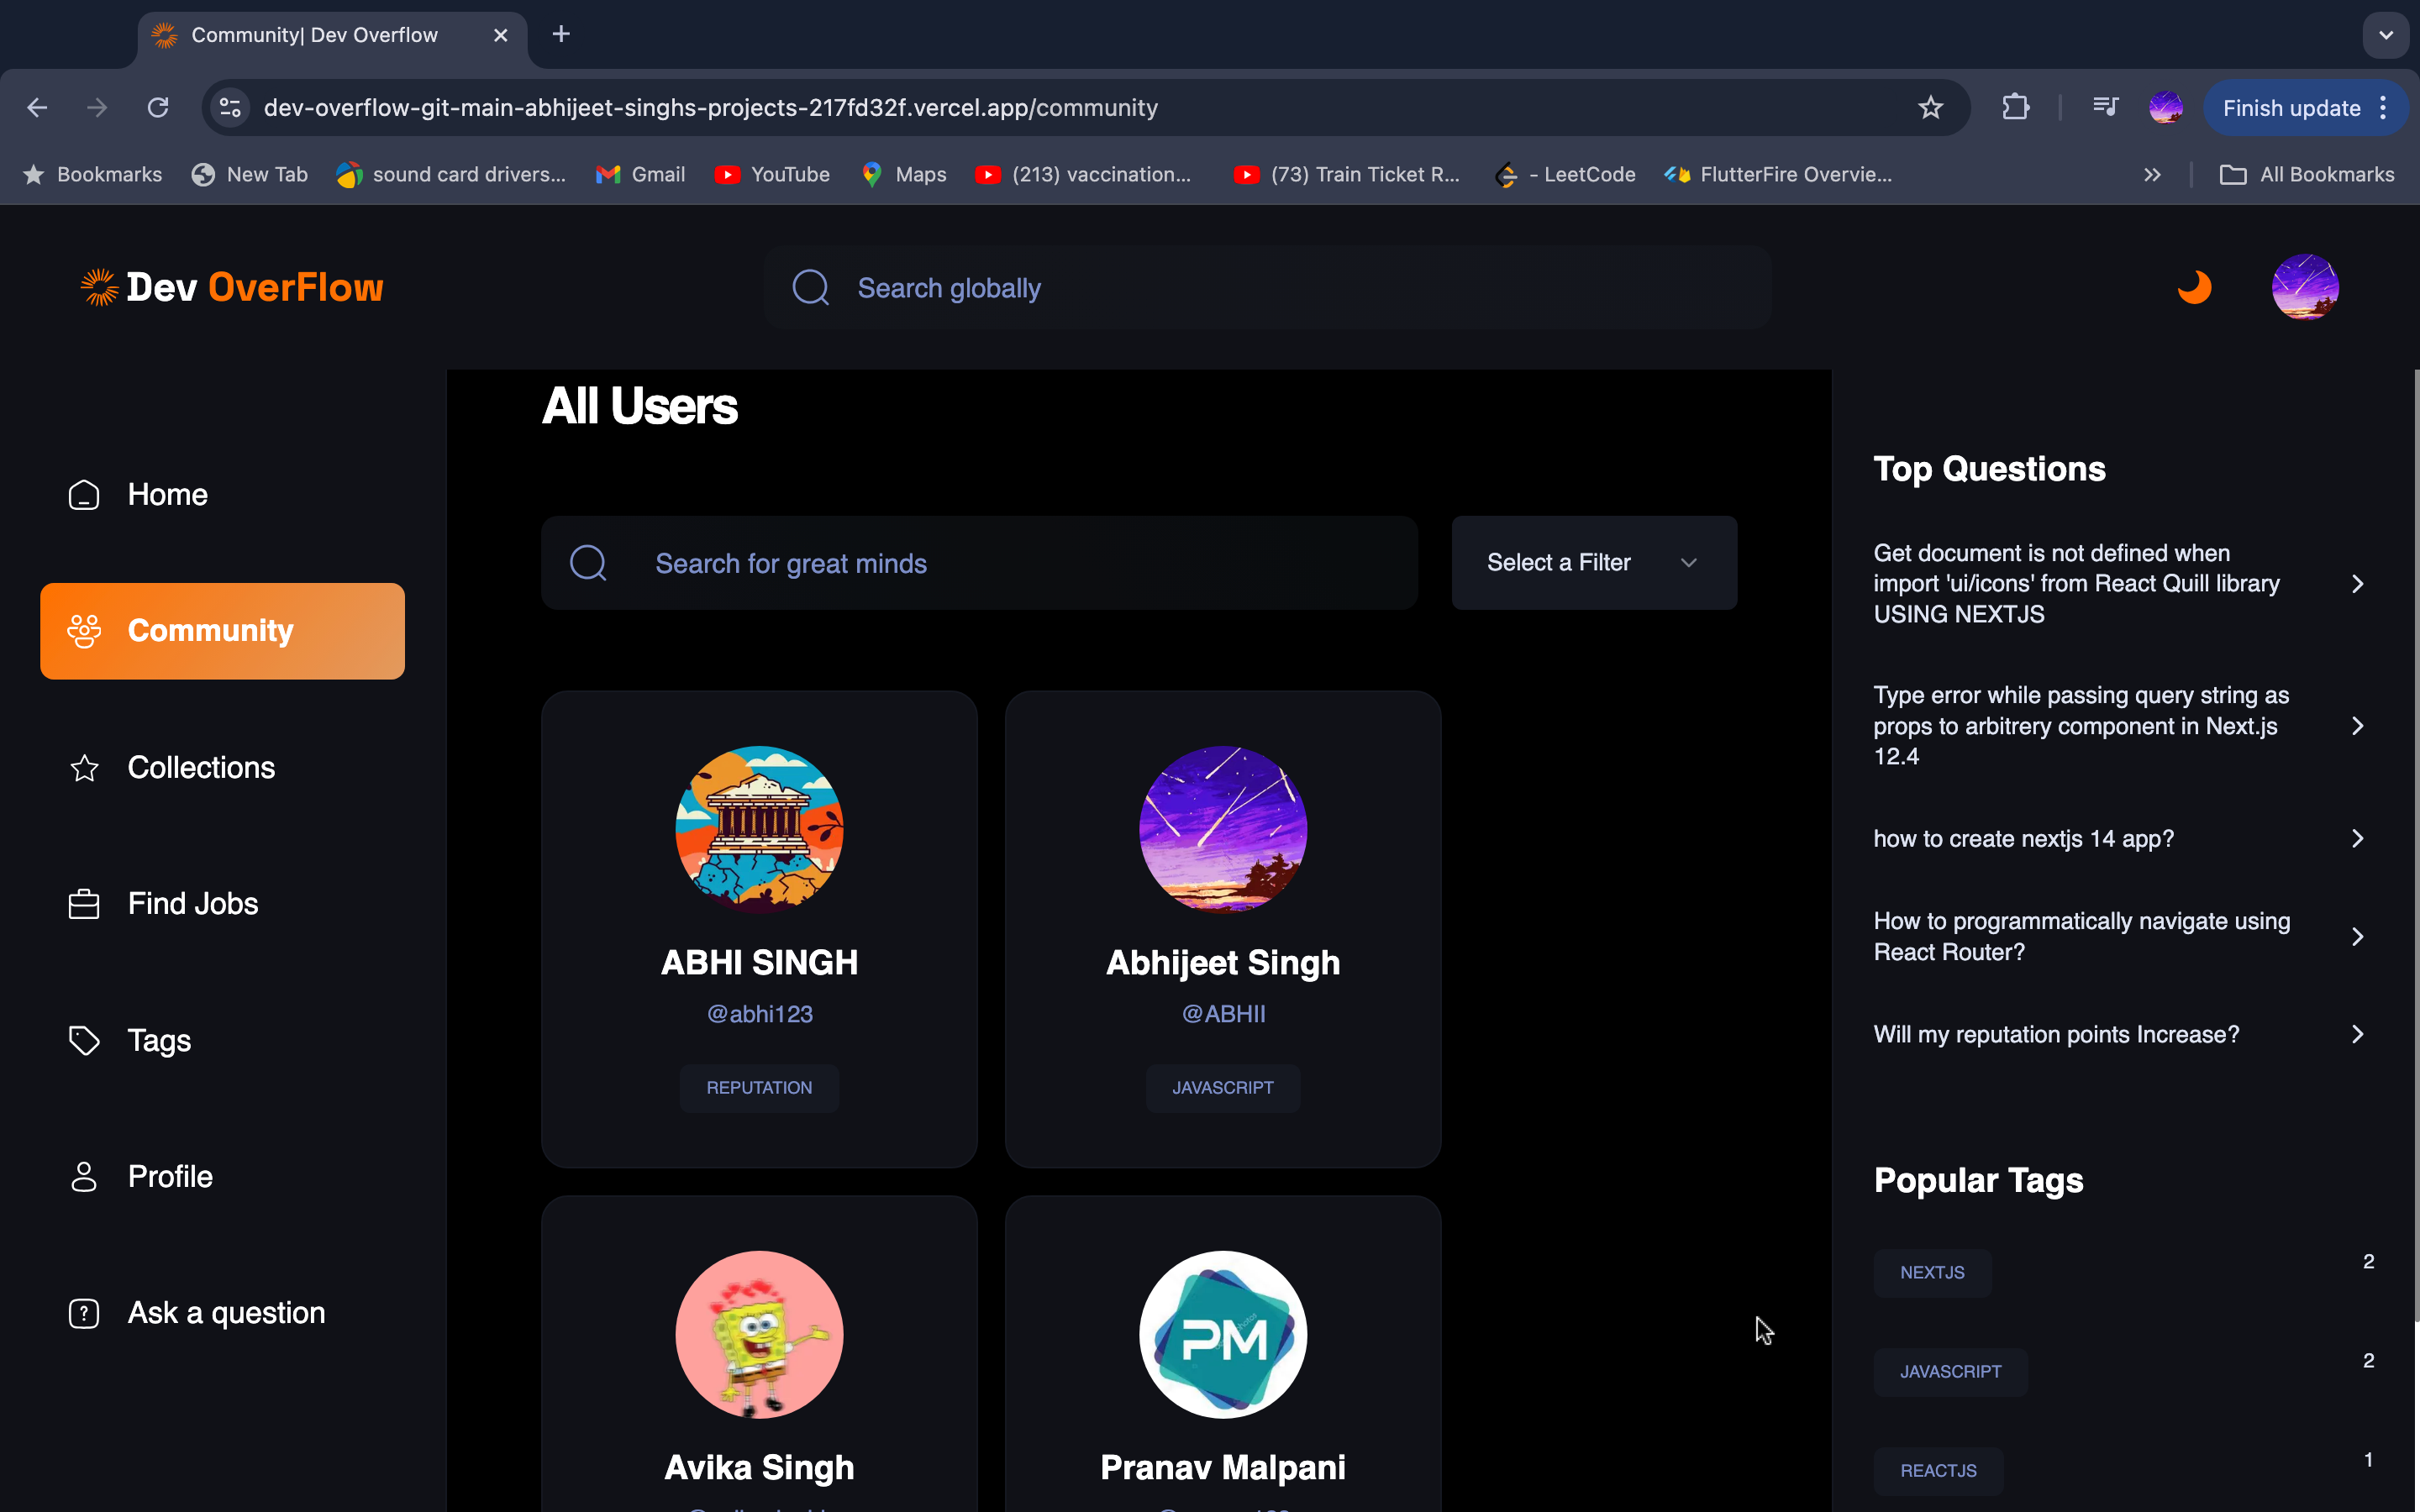 Community| Dev Overflow
dev-overflow-git-main-abhijeet-singhs-projects-217fd32f.vercel.app/community
Finish update
Bookmarks
New Tab
sound card drivers...
Gmail
YouTube
Maps
(213) vaccination...
(73) Train Ticket R...
- LeetCode
FlutterFire Overvie...
All Bookmarks
Dev OverFlow
Search globally
Home
Community
Collections
Find Jobs
Tags
Profile
Ask a question
All Users
Search for great minds
Select a Filter
ABHI SINGH
@abhi123
REPUTATION
Abhijeet Singh
@ABHII
JAVASCRIPT
Avika Singh
PM
Pranav Malpani
Top Questions
Get document is not defined when
import 'ui/icons' from React Quill library
USING NEXTJS
Type error while passing query string as
props to arbitrery component in Next.js
12.4
how to create nextjs 14 app?
How to programmatically navigate using
React Router?
Will my reputation points Increase?
Popular Tags
NEXTJS
2
JAVASCRIPT
2
REACTJS
1